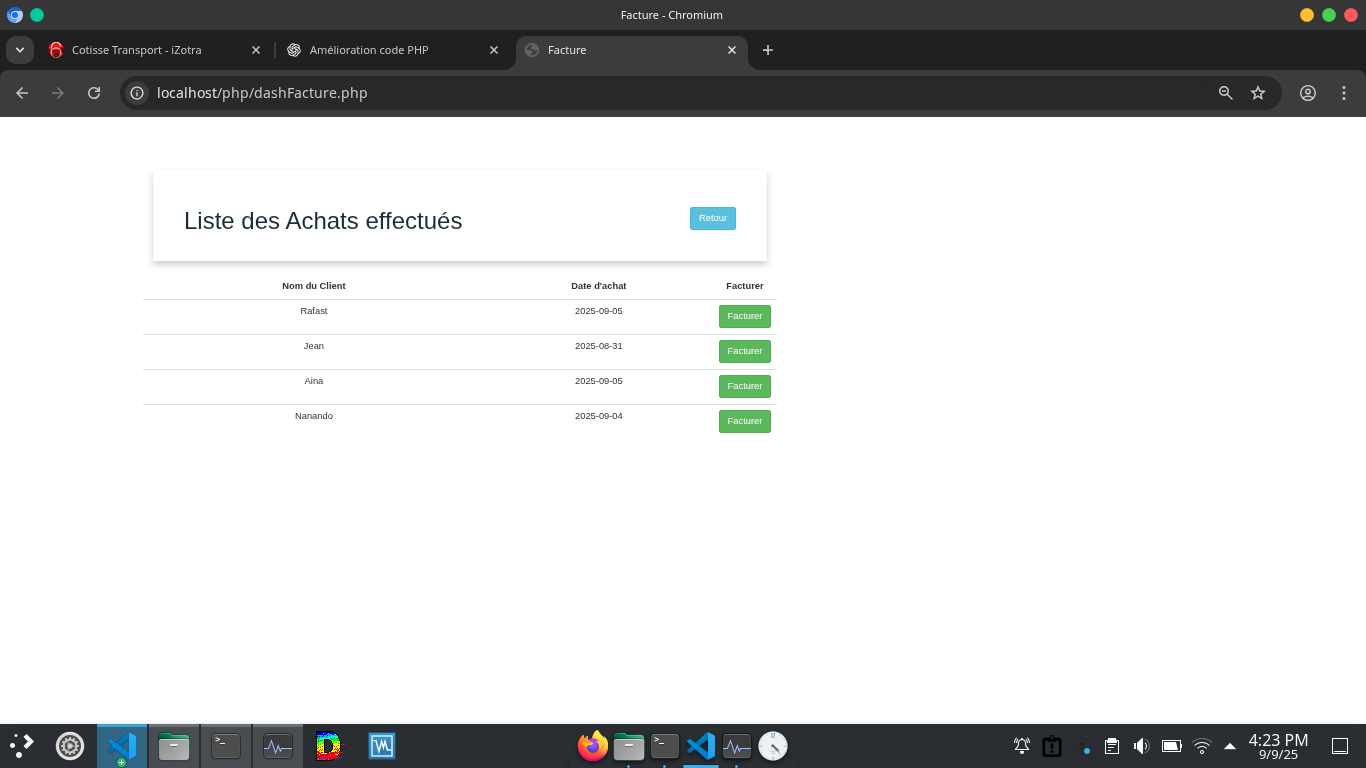 Facture - Chromium
Cotisse Transport - iZotra
Amélioration code PHP
Facture
localhost/php/dashFacture.php
Liste des Achats effectués
Retour
Nom du Client Date d'achat Facturer
Rafast 2025-09-05 Facturer
Jean 2025-08-31 Facturer
Aina 2025-09-05 Facturer
Nanando 2025-09-04 Facturer
4:23 PM
9/9/25